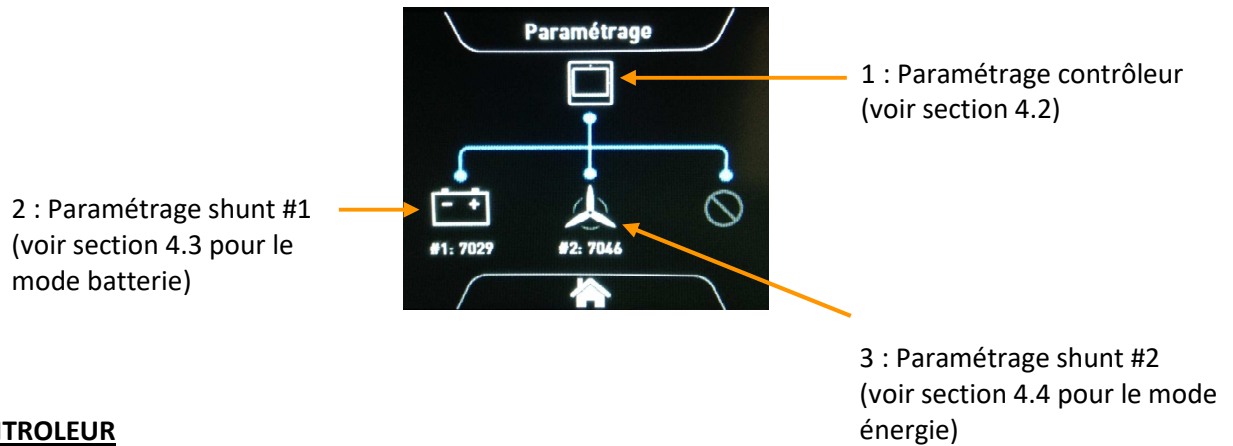 Paramétrage
1 : Paramétrage contrôleur
(voir section 4.2)
2 : Paramétrage shunt #1
(voir section 4.3 pour le
mode batterie)
- +
#1: 7029
#2: 7046
3 : Paramétrage shunt #2
(voir section 4.4 pour le mode
énergie)